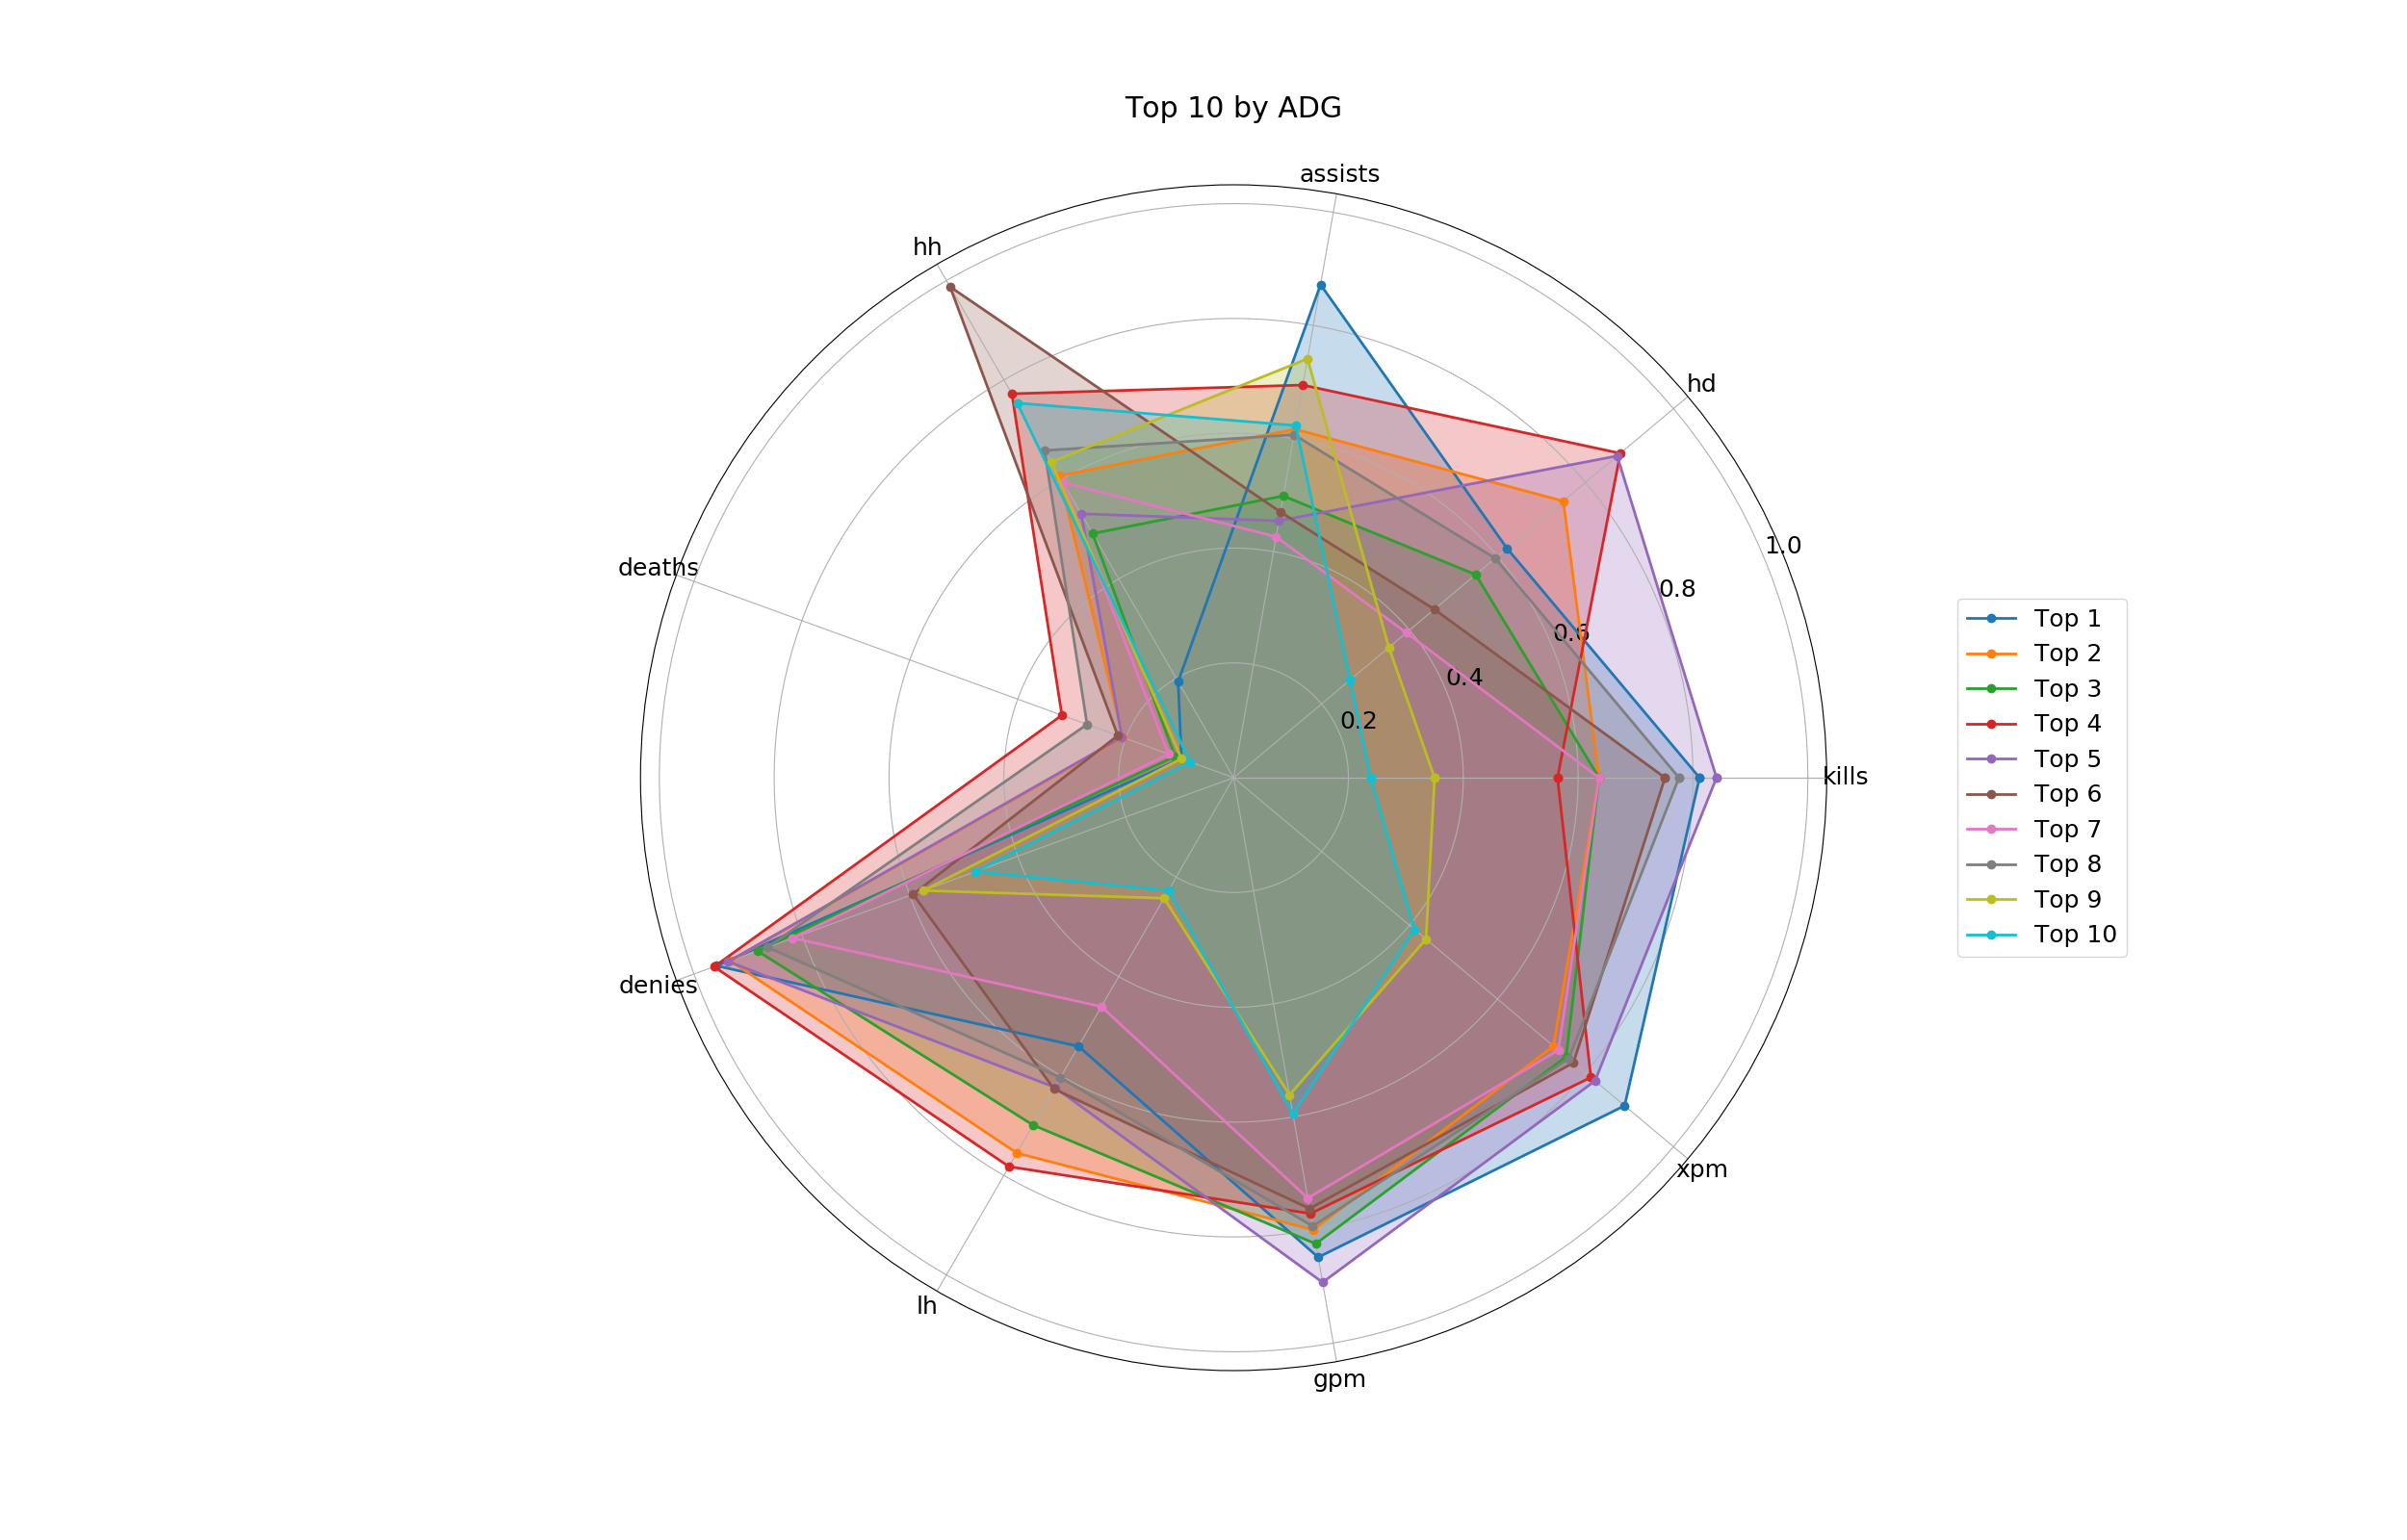 Top 10 by ADG
assists
hh
hd
1.0
deaths
0.8
0.6
0.4
0.2
kills
denies
xpm
lh
gpm
Top 1
Top 2
Top 3
Top 4
Top 5
Top 6
Top 7
Top 8
Top 9
Top 10